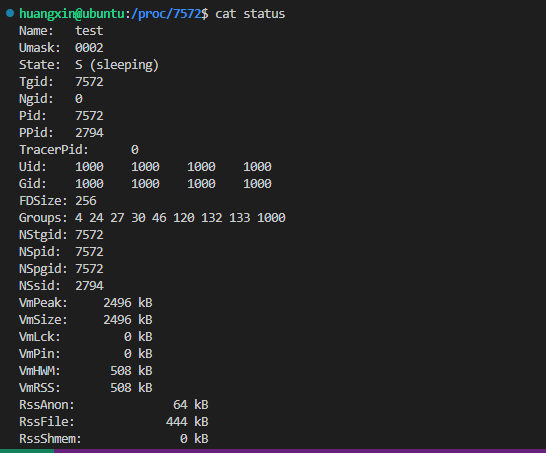 huangxin@ubuntu:/proc/7572$ cat status
Name:   test
Umask:  0002
State:  S (sleeping)
Tgid:   7572
Ngid:   0
Pid:    7572
PPid:   2794
TracerPid:      0
Uid:    1000    1000    1000    1000
Gid:    1000    1000    1000    1000
FDSize: 256
Groups: 4 24 27 30 46 120 132 133 1000
NStgid: 7572
NSpid:  7572
NSpgid: 7572
NSsid:  2794
VmPeak:     2496 kB
VmSize:     2496 kB
VmLck:         0 kB
VmPin:         0 kB
VmHWM:       508 kB
VmRSS:       508 kB
RssAnon:              64 kB
RssFile:             444 kB
RssShmem:              0 kB